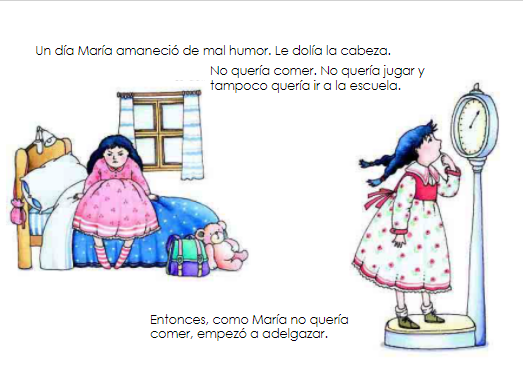 Un día María amaneció de mal humor. Le dolía la cabeza.
No quería comer. No quería jugar y
tampoco quería ir a la escuela.
Entonces, como María no quería
comer, empezó a adelgazar.